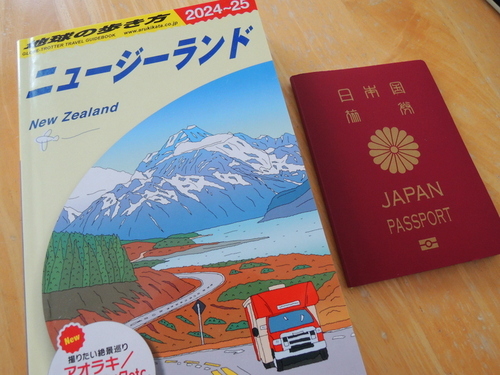 地球の歩き方
2024~25
GLOBE-TROTTER TRAVEL GUIDEBOOK
www.arukikata.co.jp
ニュージーランド
New Zealand
New
撮りたい絶景巡り
アオラキ/
etc.
日本国
旅券
JAPAN
PASSPORT